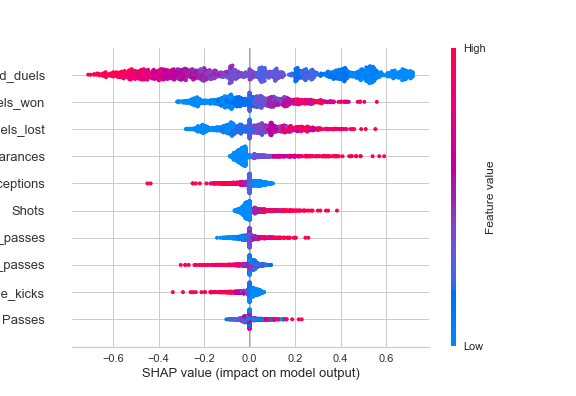 High
d_duels
els_won
els_lost
arances
ceptions
Shots
_passes
_passes
e_kicks
Passes
Feature value
Low
−0.6 −0.4 −0.2 0.0 0.2 0.4 0.6
SHAP value (impact on model output)